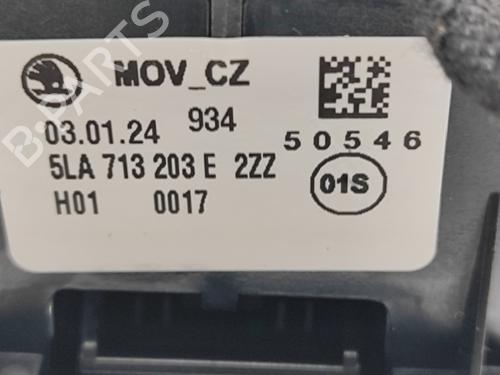 MOV_CZ
03.01.24 934
50546
5LA 713 203 E 2ZZ
01S
H01 0017
B-PARTS